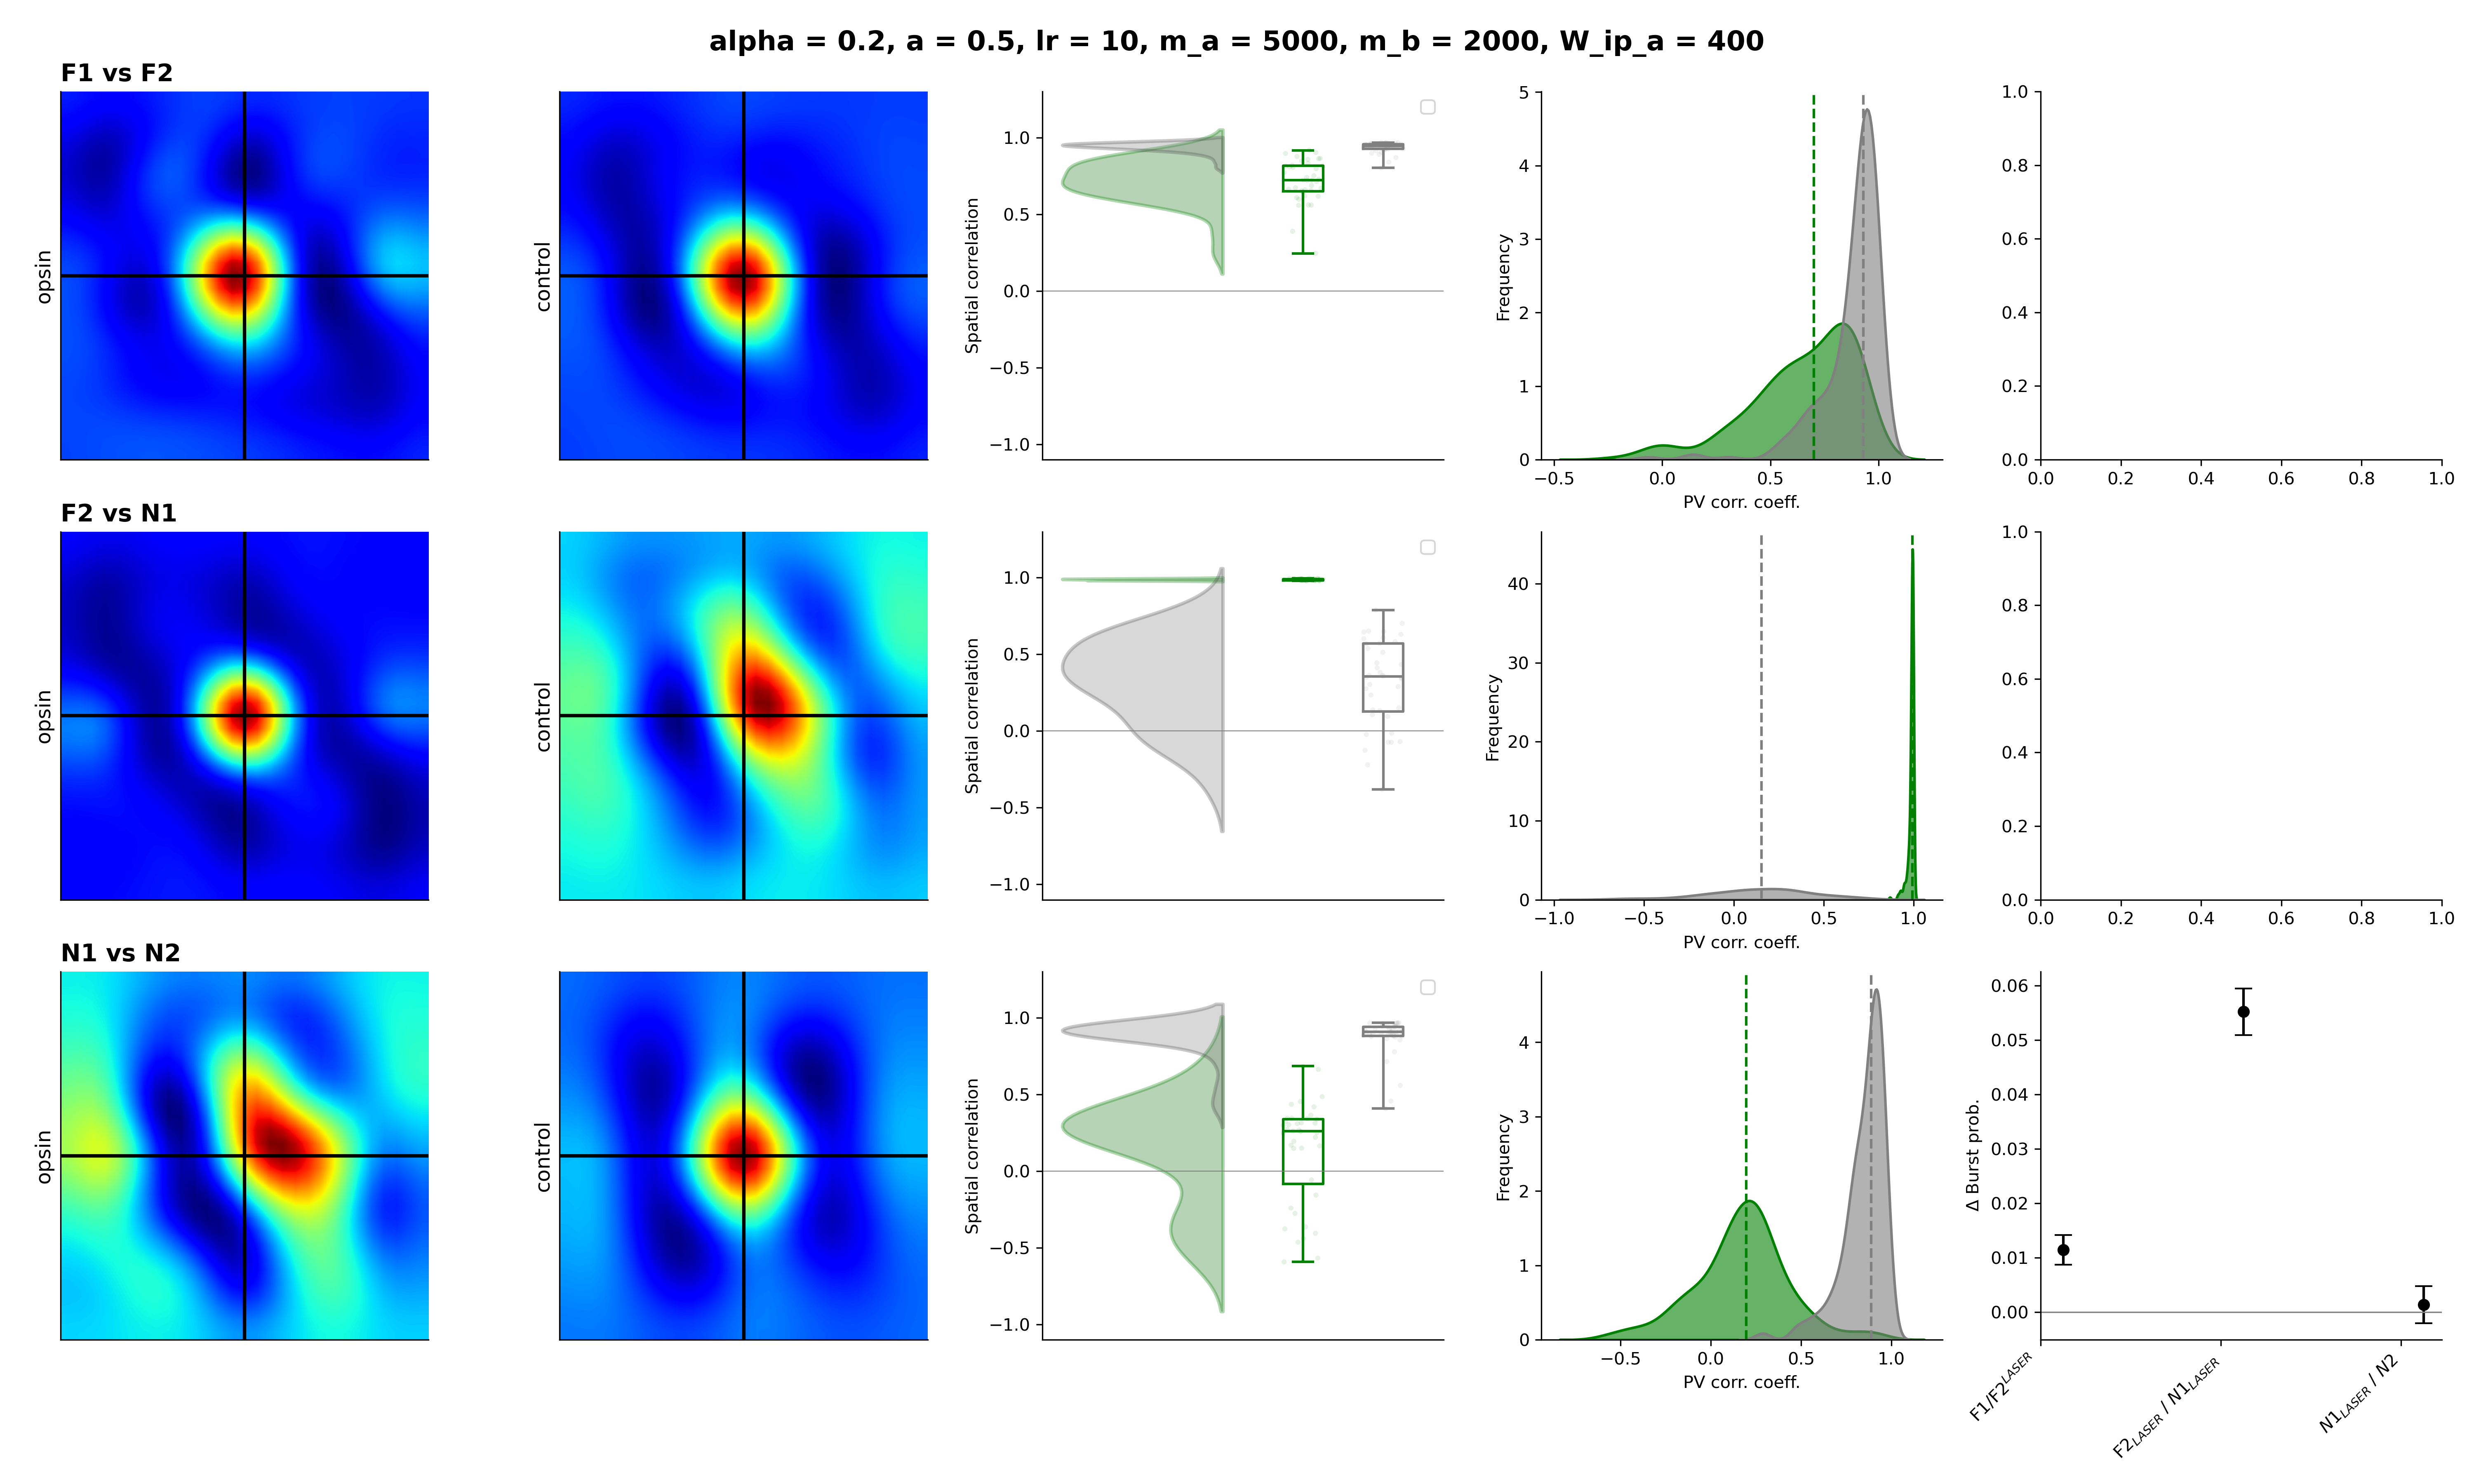 alpha = 0.2, a = 0.5, lr = 10, m_a = 5000, m_b = 2000, W_ip_a = 400
F1 vs F2
opsin
control
Spatial correlation
1.0
0.5
0.0
−0.5
−1.0
Frequency
5
4
3
2
1
0
−0.5 0.0 0.5 1.0
PV corr. coeff.
1.0
0.8
0.6
0.4
0.2
0.0
0.0 0.2 0.4 0.6 0.8 1.0
F2 vs N1
opsin
control
Spatial correlation
1.0
0.5
0.0
−0.5
−1.0
Frequency
40
30
20
10
0
−1.0 −0.5 0.0 0.5 1.0
PV corr. coeff.
1.0
0.8
0.6
0.4
0.2
0.0
0.0 0.2 0.4 0.6 0.8 1.0
N1 vs N2
opsin
control
Spatial correlation
1.0
0.5
0.0
−0.5
−1.0
Frequency
4
3
2
1
0
−0.5 0.0 0.5 1.0
PV corr. coeff.
Δ Burst prob.
0.06
0.05
0.04
0.03
0.02
0.01
0.00
F1/F2^LASER
F2_LASER / N1_LASER
N1_LASER / N2